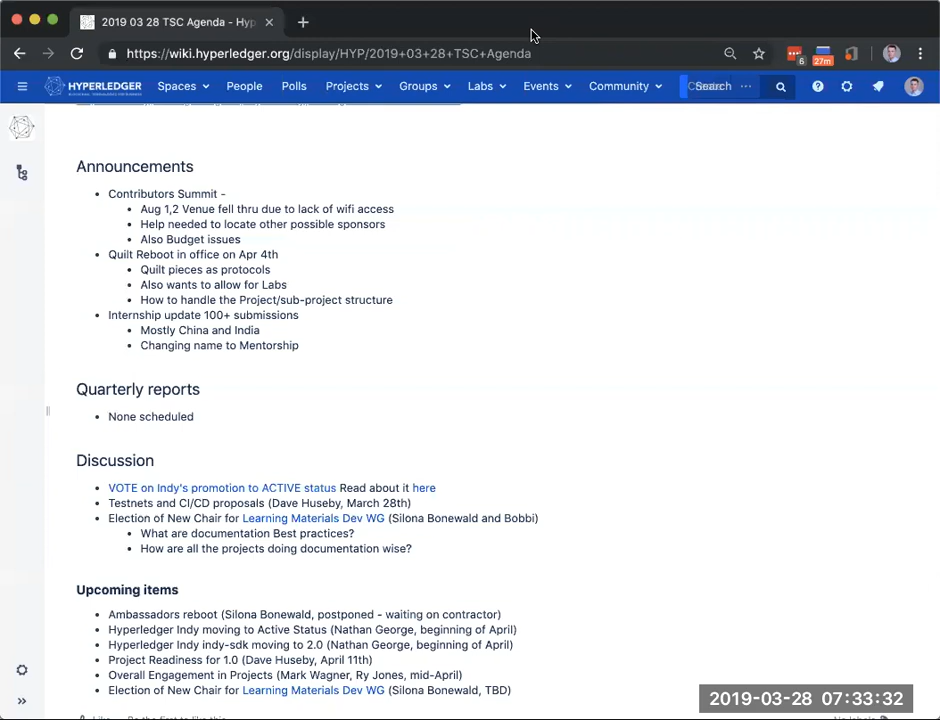 2019 03 28 TSC Agenda - Hyp
https://wiki.hyperledger.org/display/HYP/2019+03+28+TSC+Agenda
6
27m
HYPERLEDGER
Spaces
People
Polls
Projects
Groups
Labs
Events
Community
Search
Announcements
Contributors Summit -
Aug 1,2 Venue fell thru due to lack of wifi access
Help needed to locate other possible sponsors
Also Budget issues
Quilt Reboot in office on Apr 4th
Quilt pieces as protocols
Also wants to allow for Labs
How to handle the Project/sub-project structure
Internship update 100+ submissions
Mostly China and India
Changing name to Mentorship
Quarterly reports
None scheduled
Discussion
VOTE on Indy's promotion to ACTIVE status Read about it here
Testnets and CI/CD proposals (Dave Huseby, March 28th)
Election of New Chair for Learning Materials Dev WG (Silona Bonewald and Bobbi)
What are documentation Best practices?
How are all the projects doing documentation wise?
Upcoming items
Ambassadors reboot (Silona Bonewald, postponed - waiting on contractor)
Hyperledger Indy moving to Active Status (Nathan George, beginning of April)
Hyperledger Indy indy-sdk moving to 2.0 (Nathan George, beginning of April)
Project Readiness for 1.0 (Dave Huseby, April 11th)
Overall Engagement in Projects (Mark Wagner, Ry Jones, mid-April)
Election of New Chair for Learning Materials Dev WG (Silona Bonewald, TBD)
2019-03-28 07:33:32